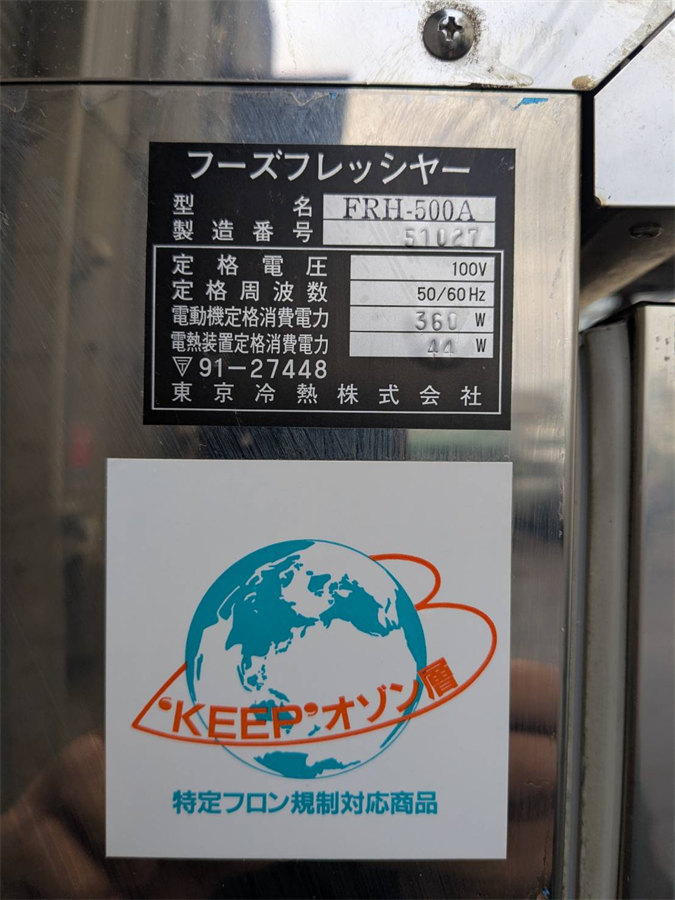 フーズフレッシャー
型名 FRH-500A
製造番号 51027
定格電圧 100V
定格周波数 50/60Hz
電動機定格消費電力 360 W
電熱装置定格消費電力 44 W
91-27448
東京冷熱株式会社
‘KEEP’オゾン層
特定フロン規制対応商品